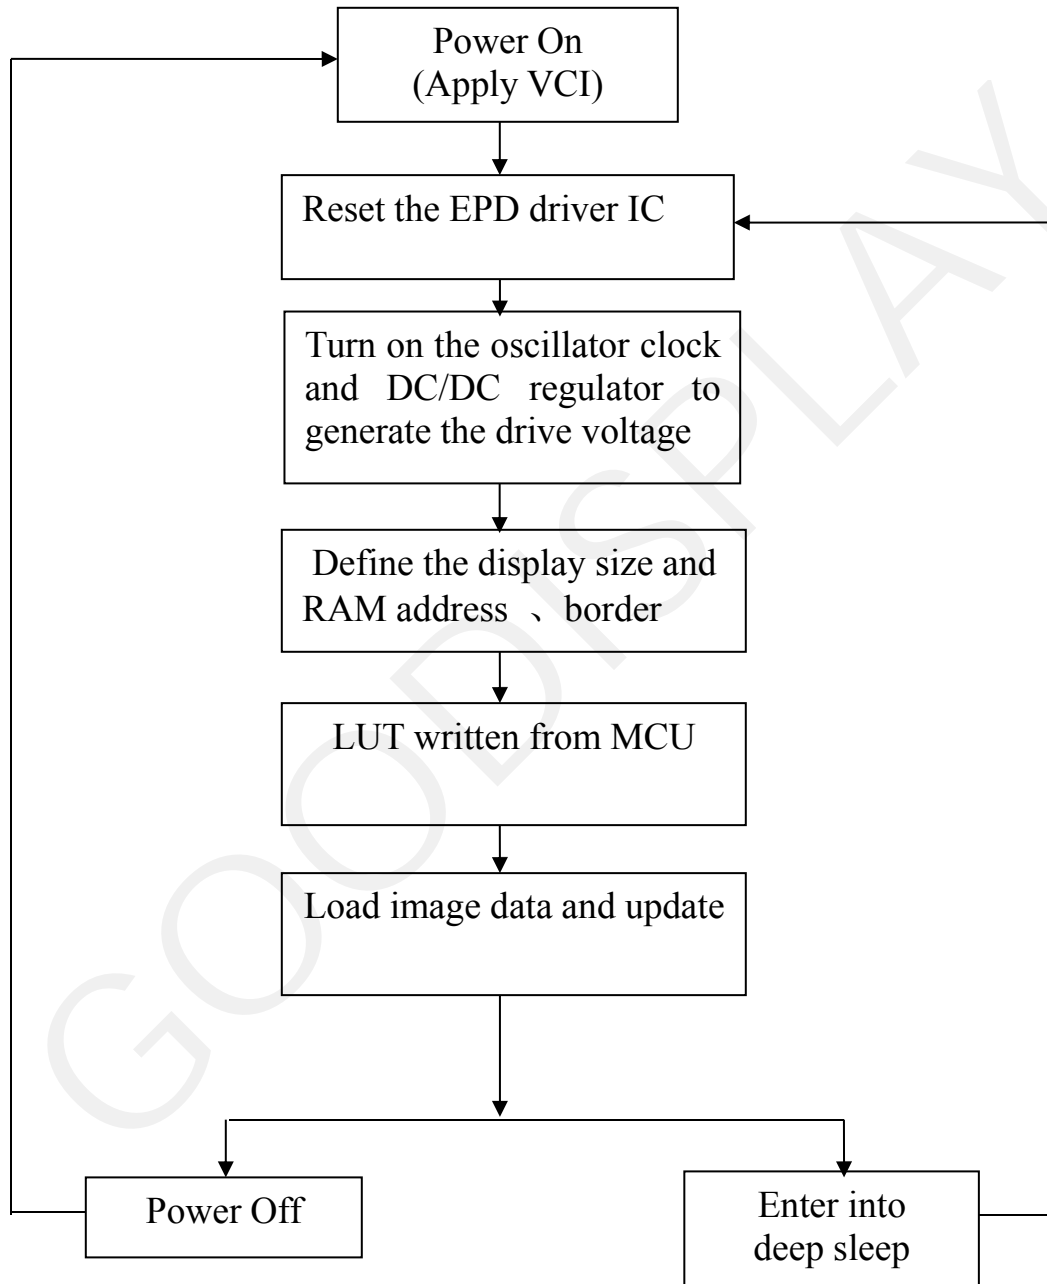 Power On
(Apply VCI)
Reset the EPD driver IC
Turn on the oscillator clock
and DC/DC regulator to
generate the drive voltage
Define the display size and
RAM address 、border
LUT written from MCU
Load image data and update
Power Off
Enter into
deep sleep
GOODISPLAY